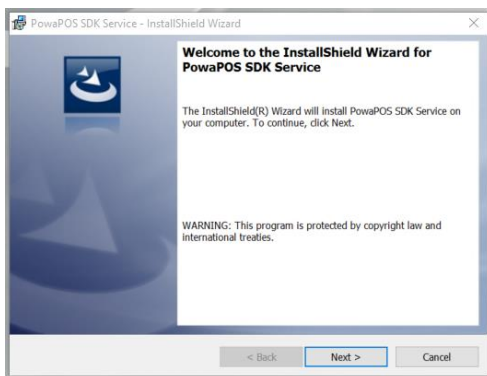 PowaPOS SDK Service - InstallShield Wizard
Welcome to the InstallShield Wizard for
PowaPOS SDK Service
The InstallShield(R) Wizard will install PowaPOS SDK Service on
your computer. To continue, click Next.
WARNING: This program is protected by copyright law and
international treaties.
< Back Next > Cancel